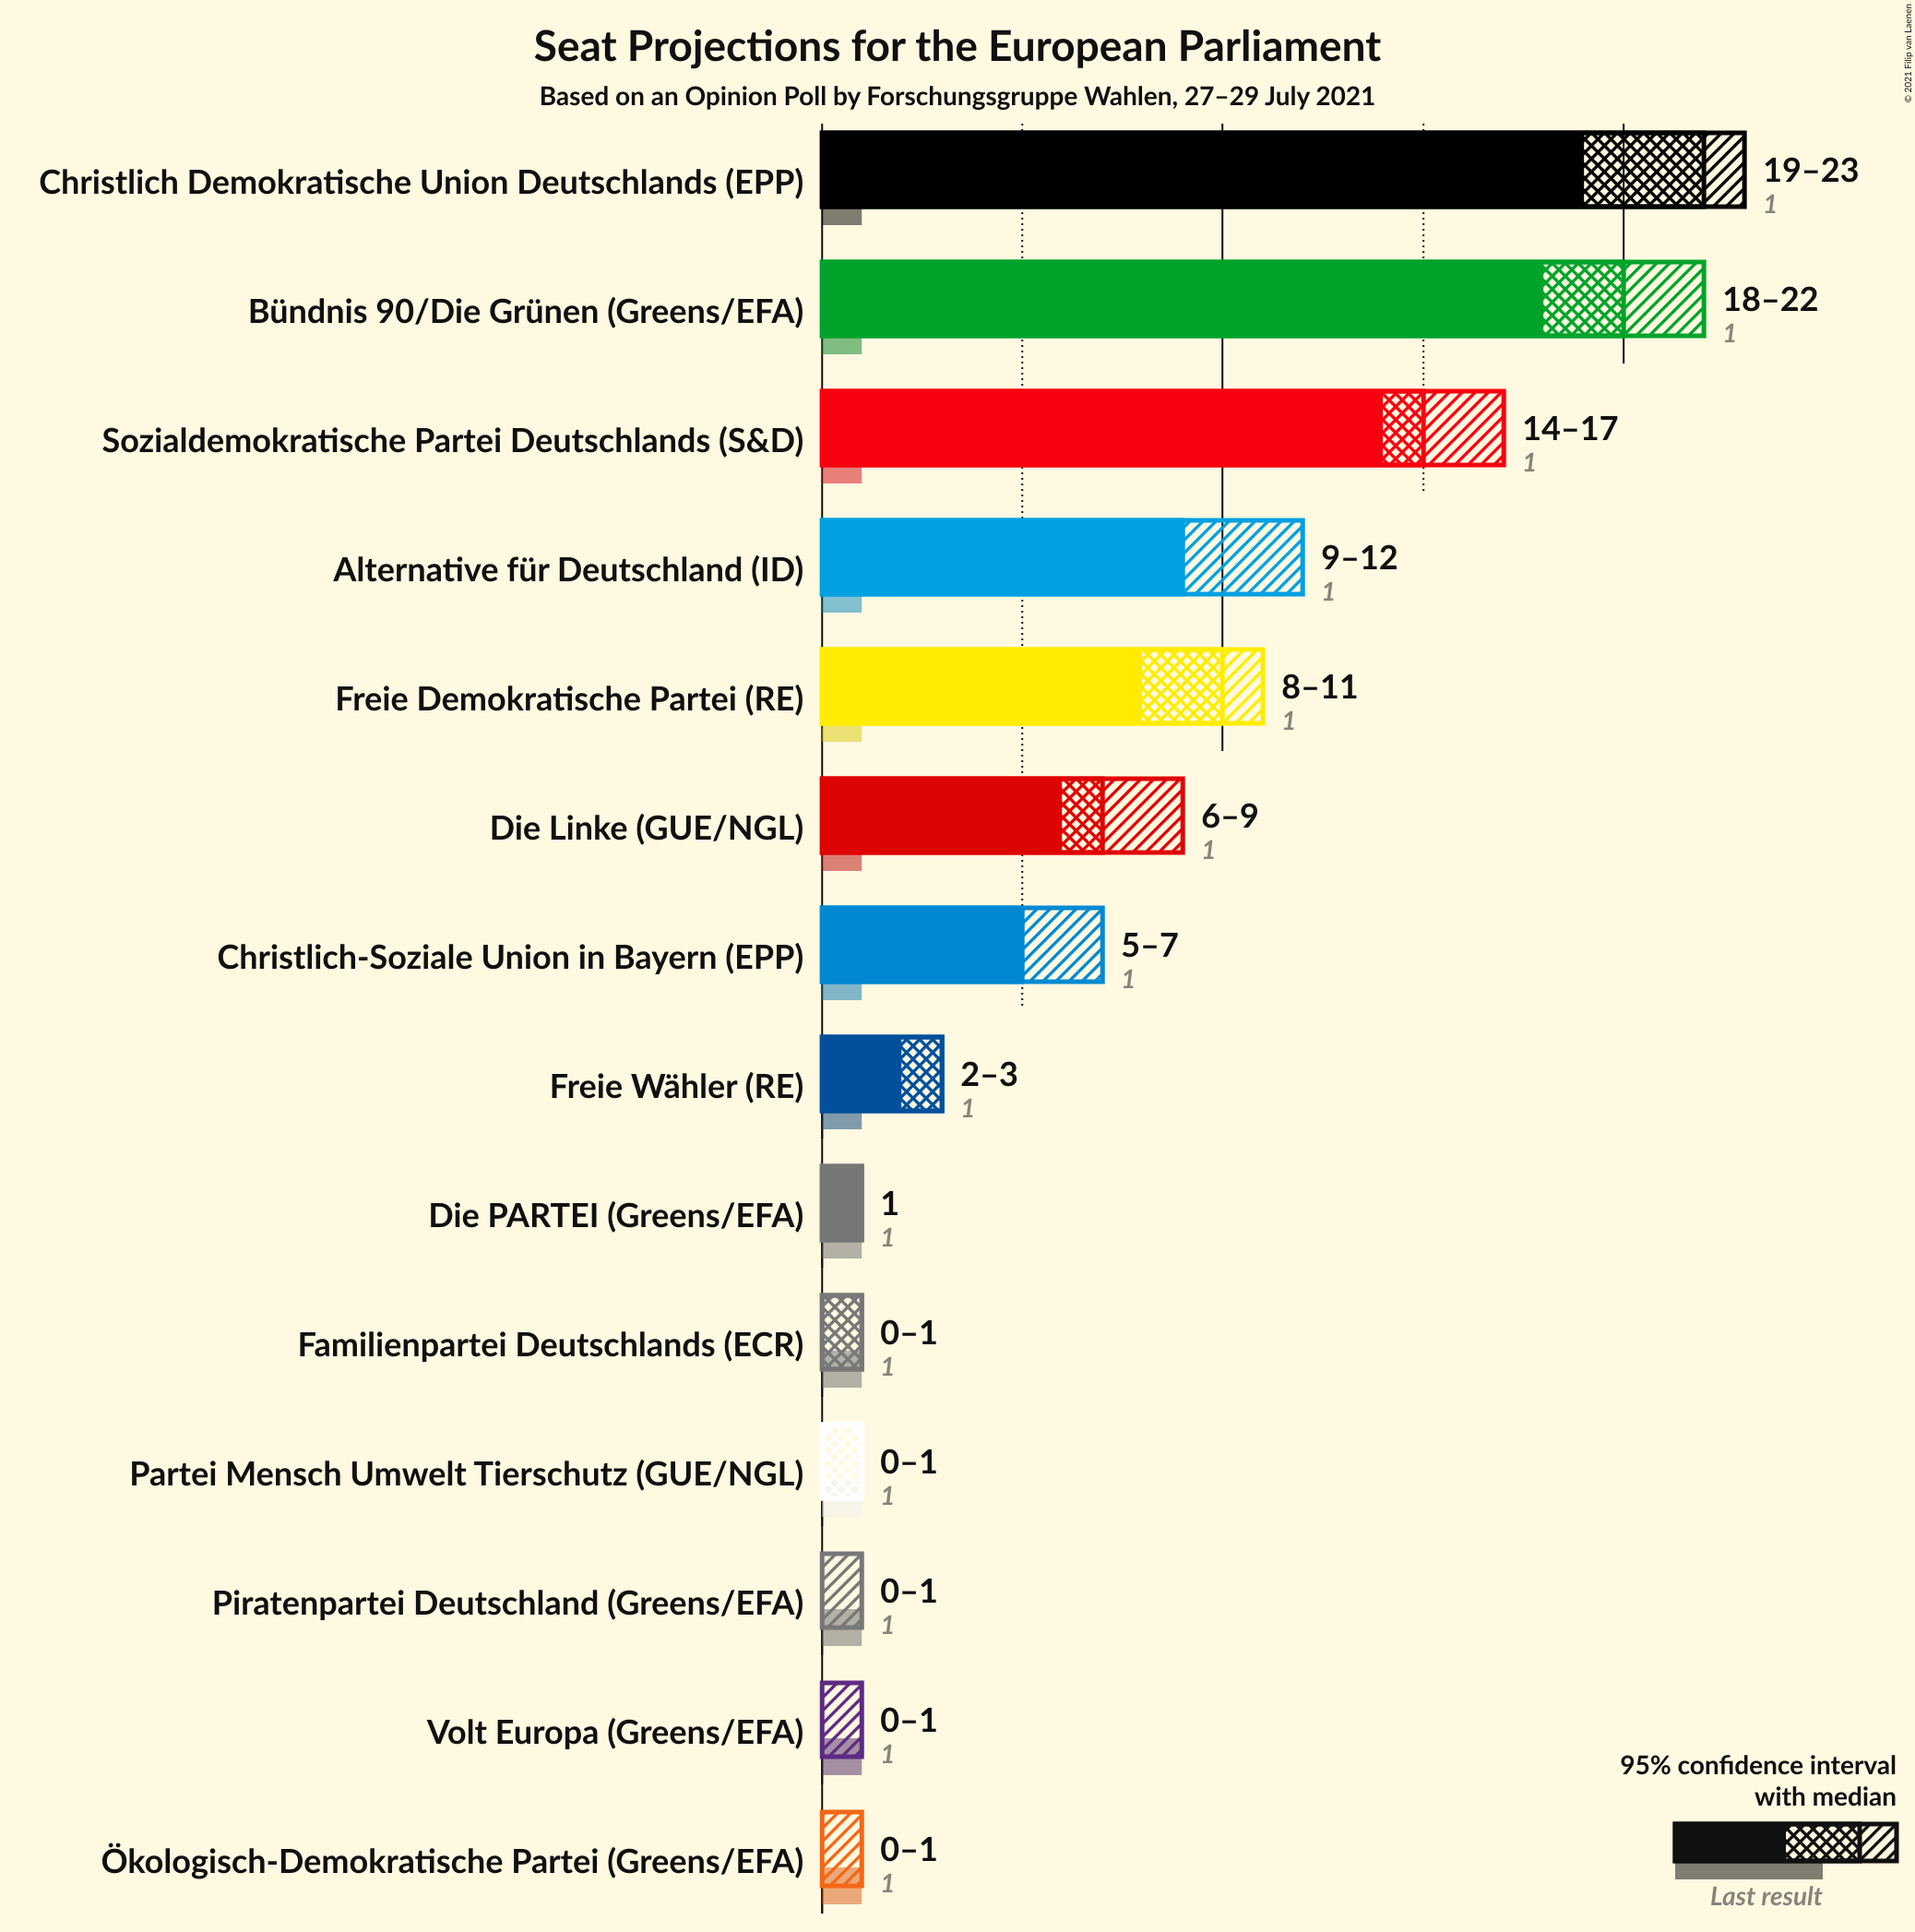 Seat Projections for the European Parliament
Based on an Opinion Poll by Forschungsgruppe Wahlen, 27–29 July 2021
© 2021 Filip van Laenen
Christlich Demokratische Union Deutschlands (EPP)
19–23
1
Bündnis 90/Die Grünen (Greens/EFA)
18–22
1
Sozialdemokratische Partei Deutschlands (S&D)
14–17
1
Alternative für Deutschland (ID)
9–12
1
Freie Demokratische Partei (RE)
8–11
1
Die Linke (GUE/NGL)
6–9
1
Christlich-Soziale Union in Bayern (EPP)
5–7
1
Freie Wähler (RE)
2–3
1
Die PARTEI (Greens/EFA)
1
1
Familienpartei Deutschlands (ECR)
0–1
1
Partei Mensch Umwelt Tierschutz (GUE/NGL)
0–1
1
Piratenpartei Deutschland (Greens/EFA)
0–1
1
Volt Europa (Greens/EFA)
0–1
1
Ökologisch-Demokratische Partei (Greens/EFA)
0–1
1
95% confidence interval
with median
Last result